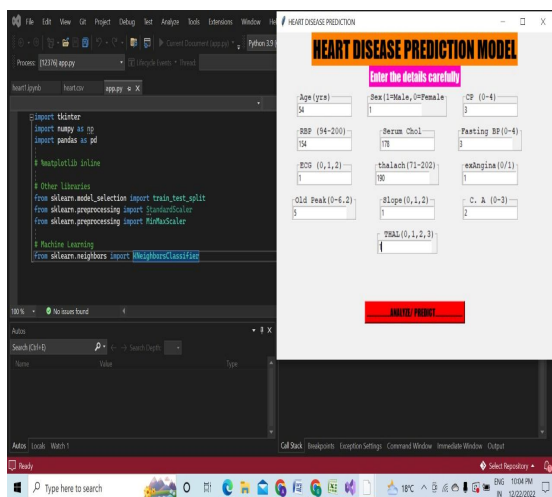 File Edit View Git Project Debug Test Analyze Tools Extensions Window He
Current Document (app.py)
Python 3.9
Process: [12376] app.py
Lifecycle Events
Thread:
heart1.ipynb heart.csv app.py
import tkinter
import numpy as np
import pandas as pd
# %matplotlib inline
# Other libraries
from sklearn.model_selection import train_test_split
from sklearn.preprocessing import StandardScaler
from sklearn.preprocessing import MinMaxScaler
# Machine Learning
from sklearn.neighbors import KNeighborsClassifier
100 % No issues found
Autos
Search (Ctrl+E) Search Depth:
Name Value Type
Autos Locals Watch 1
Call Stack Breakpoints Exception Settings Command Window Immediate Window Output
Ready
Select Repository
HEART DISEASE PREDICTION
HEART DISEASE PREDICTION MODEL
Enter the details carefully
Age(yrs) Sex(1=Male,0=Female CP (0-4)
54 1 3
RBP (94-200) Serum Chol Fasting BP(0-4)
154 178 3
ECG (0,1,2) thalach(71-202) exAngina(0/1)
1 190 1
Old Peak(0-6.2) Slope(0,1,2) C. A (0-3)
5 1 2
THAL(0,1,2,3)
1
ANALYZE/ PREDICT
Type here to search
18°C
ENG 10:04 PM
IN 12/22/2022